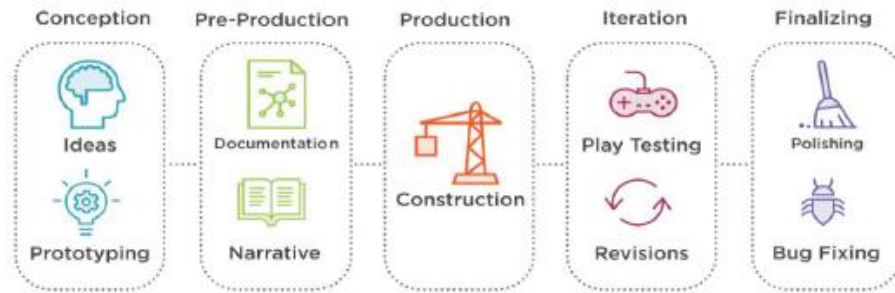 Conception
Pre-Production
Production
Iteration
Finalizing
Ideas
Prototyping
Documentation
Narrative
Construction
Play Testing
Revisions
Polishing
Bug Fixing